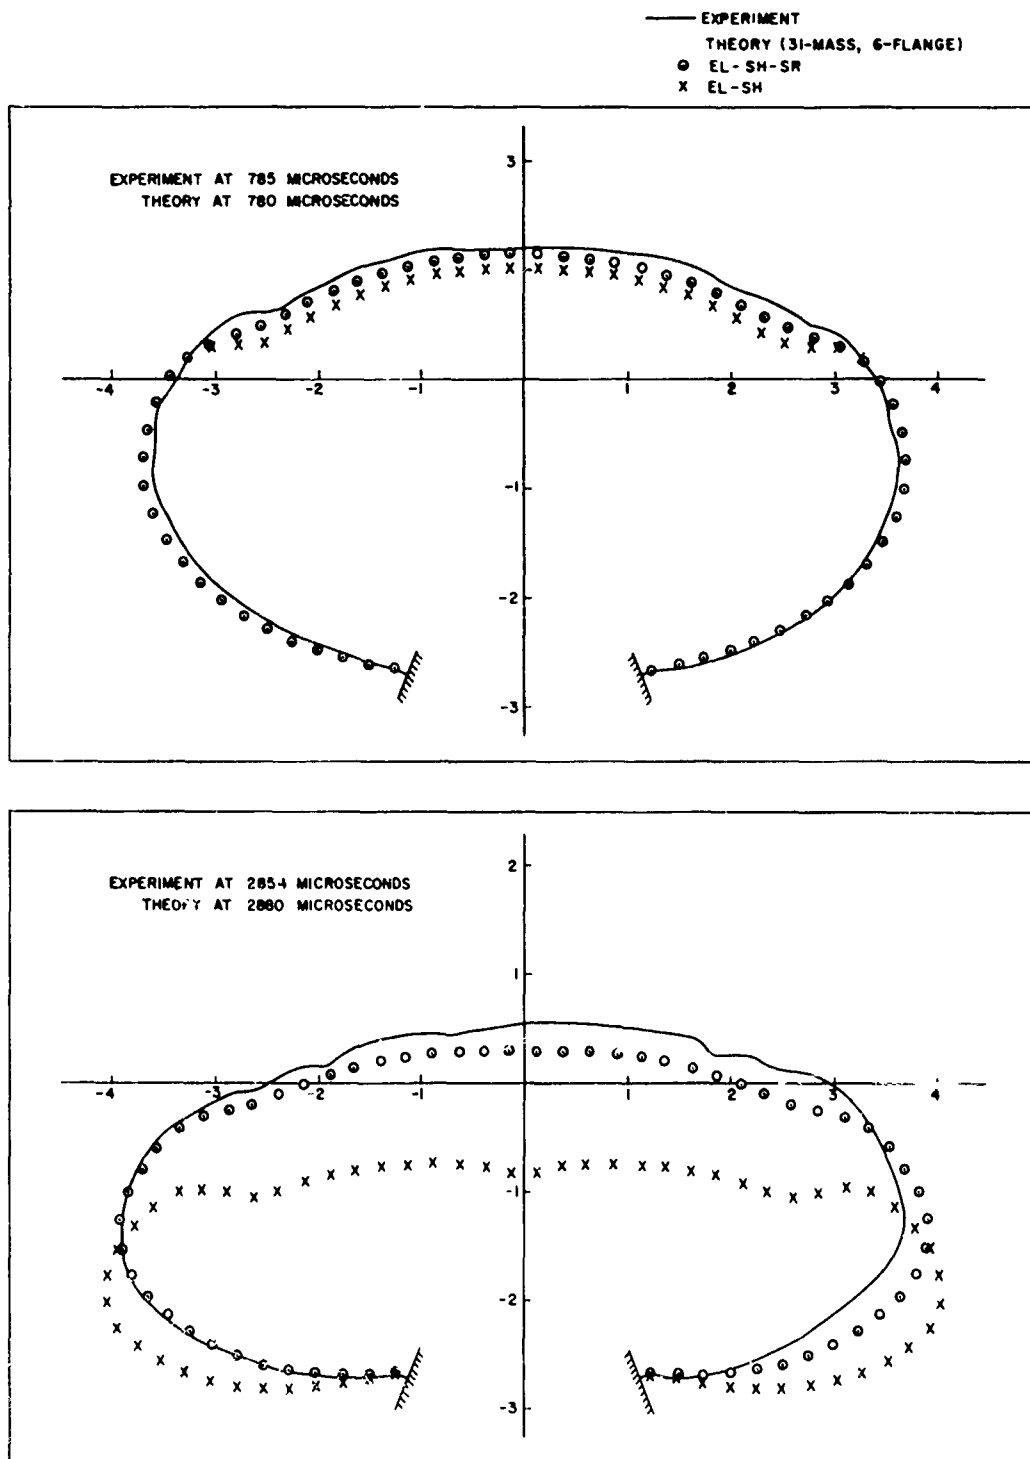 EXPERIMENT
THEORY (31-MASS, 6-FLANGE)
EL-SH-SR
X EL-SH
EXPERIMENT AT 785 MICROSECONDS
THEORY AT 780 MICROSECONDS
3
-4 -3 -2 -1 1 2 3 4
-1
-2
-3
EXPERIMENT AT 2854 MICROSECONDS
THEORY AT 2880 MICROSECONDS
2
1
-4 -3 -2 -1 1 2 3 4
-1
-2
-3